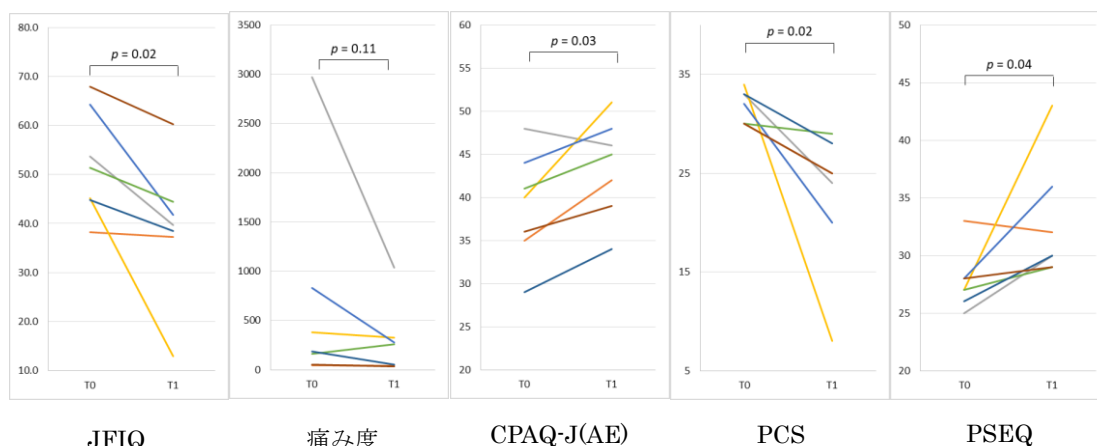 80.0
70.0
60.0
50.0
40.0
30.0
20.0
10.0
p = 0.02
T0 T1
JFIQ
3500
3000
2500
2000
1500
1000
500
0
p = 0.11
T0 T1
痛み度
60
55
50
45
40
35
30
25
20
p = 0.03
T0 T1
CPAQ-J(AE)
35
25
15
5
p = 0.02
T0 T1
PCS
50
45
40
35
30
25
20
p = 0.04
T0 T1
PSEQ